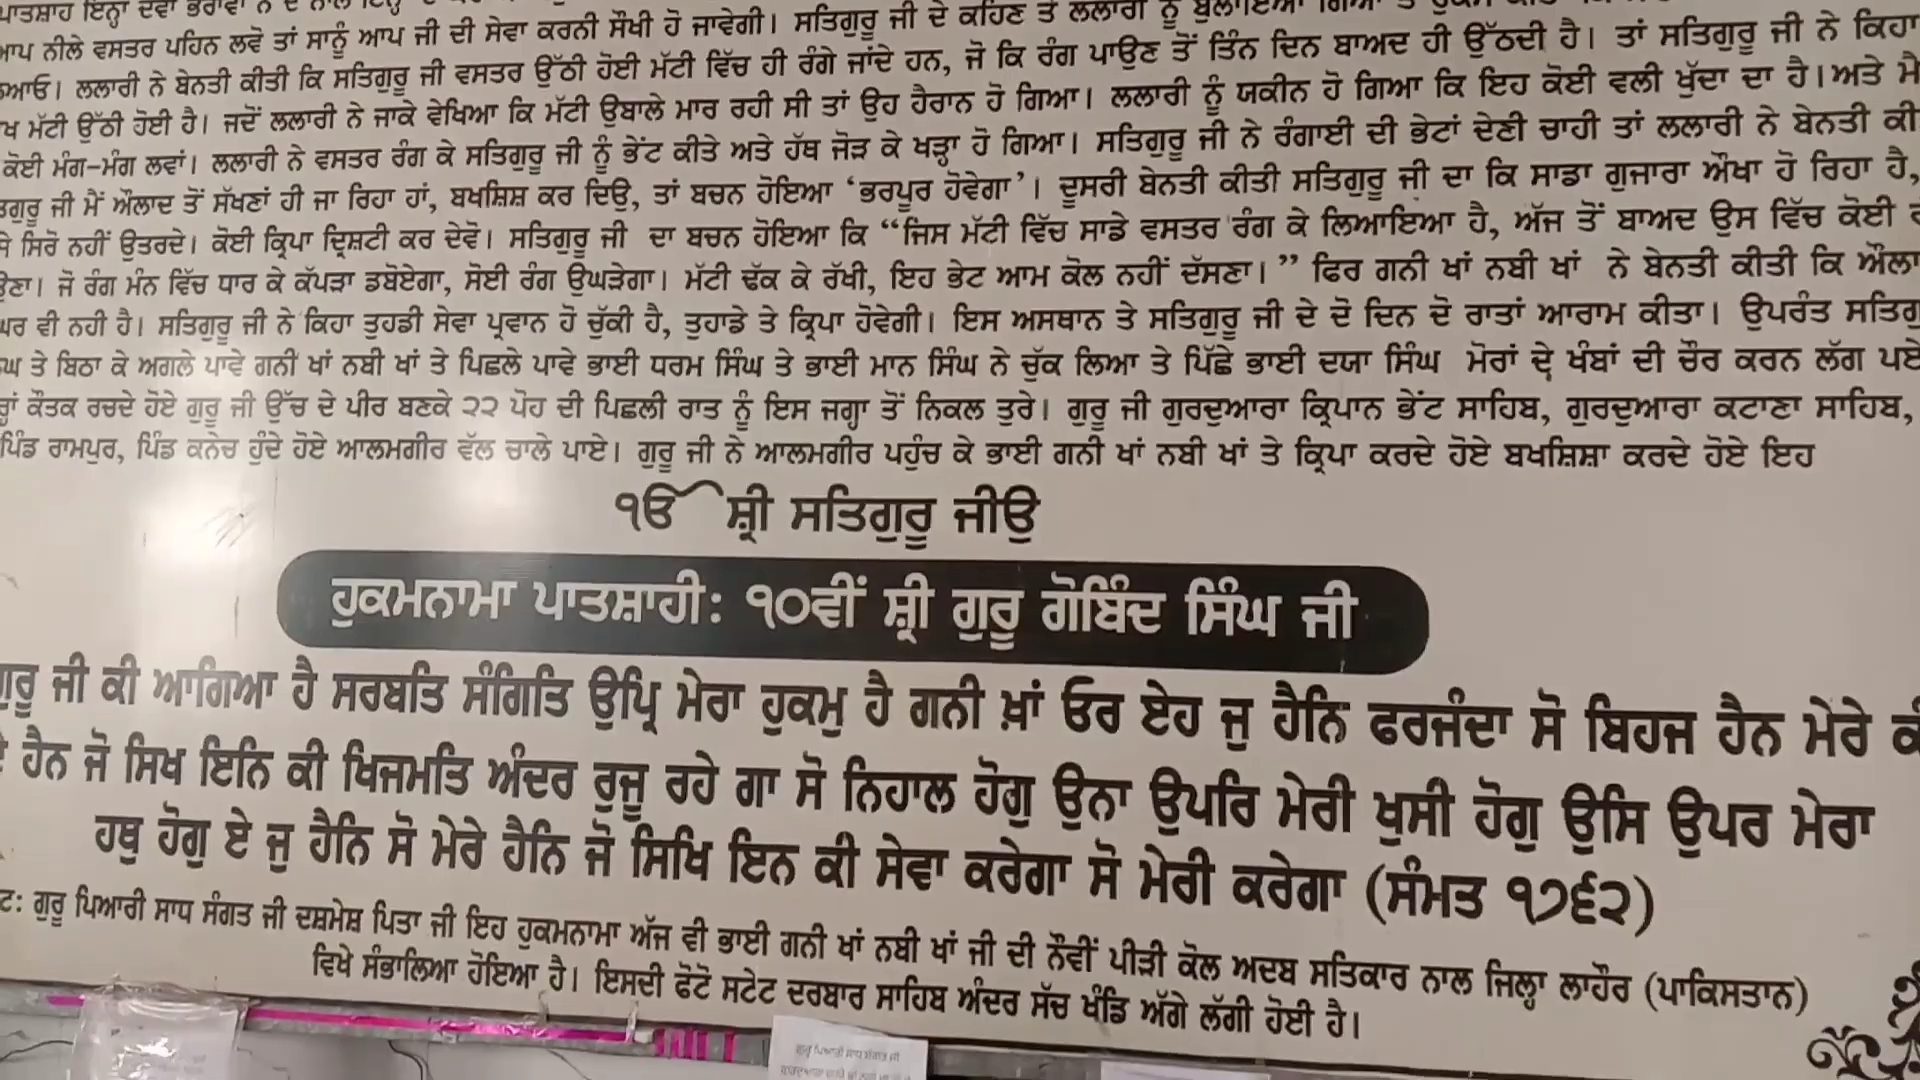 ਪਾਤਸ਼ਾਹ ਇਨ੍ਹਾਂ ਦੋਵਾਂ ਭਰਾਵਾਂ ਨੇ ਦੇ ਨਾਲ
ਆਪ ਨੀਲੇ ਵਸਤਰ ਪਹਿਨ ਲਵੋ ਤਾਂ ਸਾਨੂੰ ਆਪ ਜੀ ਦੀ ਸੇਵਾ ਕਰਨੀ ਸੌਖੀ ਹੋ ਜਾਵੇਗੀ। ਸਤਿਗੁਰੂ ਜੀ ਦੇ ਕਹਿਣ ਤੇ ਲਲਾਰੀ ਨੂੰ ਬੁਲਾਇਆ ਗਿਆ ਤੇ
ਲਲਾਰੀ ਨੇ ਬੇਨਤੀ ਕੀਤੀ ਕਿ ਸਤਿਗੁਰੂ ਜੀ ਵਸਤਰ ਉੱਠੀ ਹੋਈ ਮੱਟੀ ਵਿੱਚ ਹੀ ਰੰਗੇ ਜਾਂਦੇ ਹਨ, ਜੋ ਕਿ ਰੰਗ ਪਾਉਣ ਤੋਂ ਤਿੰਨ ਦਿਨ ਬਾਅਦ ਹੀ ਉੱਠਦੀ ਹੈ। ਤਾਂ ਸਤਿਗੁਰੂ ਜੀ ਨੇ ਕਿਹਾ
ਮੱਟੀ ਉੱਠੀ ਹੋਈ ਹੈ। ਜਦੋਂ ਲਲਾਰੀ ਨੇ ਜਾਕੇ ਵੇਖਿਆ ਕਿ ਮੱਟੀ ਉਬਾਲੇ ਮਾਰ ਰਹੀ ਸੀ ਤਾਂ ਉਹ ਹੈਰਾਨ ਹੋ ਗਿਆ। ਲਲਾਰੀ ਨੂੰ ਯਕੀਨ ਹੋ ਗਿਆ ਕਿ ਇਹ ਕੋਈ ਵਲੀ ਖੁੱਦਾ ਦਾ ਹੈ। ਅਤੇ ਮੈ
ਕੋਈ ਮੰਗ-ਮੰਗ ਲਵਾਂ। ਲਲਾਰੀ ਨੇ ਵਸਤਰ ਰੰਗ ਕੇ ਸਤਿਗੁਰੂ ਜੀ ਨੂੰ ਭੇਂਟ ਕੀਤੇ ਅਤੇ ਹੱਥ ਜੋੜ ਕੇ ਖੜ੍ਹਾ ਹੋ ਗਿਆ। ਸਤਿਗੁਰੂ ਜੀ ਨੇ ਰੰਗਾਈ ਦੀ ਭੇਟਾਂ ਦੇਣੀ ਚਾਹੀ ਤਾਂ ਲਲਾਰੀ ਨੇ ਬੇਨਤੀ ਕੀ
ਜੀ ਮੈਂ ਔਲਾਦ ਤੋਂ ਸੱਖਣਾਂ ਹੀ ਜਾ ਰਿਹਾ ਹਾਂ, ਬਖਸ਼ਿਸ਼ ਕਰ ਦਿਉ, ਤਾਂ ਬਚਨ ਹੋਇਆ ‘ਭਰਪੂਰ ਹੋਵੇਗਾ’। ਦੂਸਰੀ ਬੇਨਤੀ ਕੀਤੀ ਸਤਿਗੁਰੂ ਜੀ ਦਾ ਕਿ ਸਾਡਾ ਗੁਜਾਰਾ ਔਖਾ ਹੋ ਰਿਹਾ ਹੈ,
ਸਿਰੋ ਨਹੀਂ ਉਤਰਦੇ। ਕੋਈ ਕ੍ਰਿਪਾ ਦ੍ਰਿਸ਼ਟੀ ਕਰ ਦੇਵੋ। ਸਤਿਗੁਰੂ ਜੀ ਦਾ ਬਚਨ ਹੋਇਆ ਕਿ “ਜਿਸ ਮੱਟੀ ਵਿੱਚ ਸਾਡੇ ਵਸਤਰ ਰੰਗ ਕੇ ਲਿਆਇਆ ਹੈ, ਅੱਜ ਤੋਂ ਬਾਅਦ ਉਸ ਵਿੱਚ ਕੋਈ
ਜੋ ਰੰਗ ਮੰਨ ਵਿੱਚ ਧਾਰ ਕੇ ਕੱਪੜਾ ਡਬੋਏਗਾ, ਸੋਈ ਰੰਗ ਉਘੜੇਗਾ। ਮੱਟੀ ਢੱਕ ਕੇ ਰੱਖੀ, ਇਹ ਭੇਟ ਆਮ ਕੋਲ ਨਹੀਂ ਦੱਸਣਾ।” ਫਿਰ ਗਨੀ ਖਾਂ ਨਬੀ ਖਾਂ ਨੇ ਬੇਨਤੀ ਕੀਤੀ ਕਿ ਔਲਾ
ਘਰ ਵੀ ਨਹੀ ਹੈ। ਸਤਿਗੁਰੂ ਜੀ ਨੇ ਕਿਹਾ ਤੁਹਡੀ ਸੇਵਾ ਪ੍ਰਵਾਨ ਹੋ ਚੁੱਕੀ ਹੈ, ਤੁਹਾਡੇ ਤੇ ਕ੍ਰਿਪਾ ਹੋਵੇਗੀ। ਇਸ ਅਸਥਾਨ ਤੇ ਸਤਿਗੁਰੂ ਜੀ ਦੇ ਦੋ ਦਿਨ ਦੋ ਰਾਤਾਂ ਆਰਾਮ ਕੀਤਾ। ਉਪਰੰਤ ਸਤਿਗੁ
ਘ ਤੇ ਬਿਠਾ ਕੇ ਅਗਲੇ ਪਾਵੇ ਗਨੀ ਖਾਂ ਨਬੀ ਖਾਂ ਤੇ ਪਿਛਲੇ ਪਾਵੇ ਭਾਈ ਧਰਮ ਸਿੰਘ ਤੇ ਭਾਈ ਮਾਨ ਸਿੰਘ ਨੇ ਚੁੱਕ ਲਿਆ ਤੇ ਪਿੱਛੇ ਭਾਈ ਦਯਾ ਸਿੰਘ ਮੋਰਾਂ ਦੇ ਖੰਬਾਂ ਦੀ ਚੌਰ ਕਰਨ ਲੱਗ ਪਏ
ਕੌਤਕ ਰਚਦੇ ਹੋਏ ਗੁਰੂ ਜੀ ਉੱਚ ਦੇ ਪੀਰ ਬਣਕੇ ੨੨ ਪੋਹ ਦੀ ਪਿਛਲੀ ਰਾਤ ਨੂੰ ਇਸ ਜਗ੍ਹਾ ਤੋਂ ਨਿਕਲ ਤੁਰੇ। ਗੁਰੂ ਜੀ ਗੁਰਦੁਆਰਾ ਕ੍ਰਿਪਾਨ ਭੇਂਟ ਸਾਹਿਬ, ਗੁਰਦੁਆਰਾ ਕਟਾਣਾ ਸਾਹਿਬ,
ਪਿੰਡ ਰਾਮਪੁਰ, ਪਿੰਡ ਕਨੇਚ ਹੁੰਦੇ ਹੋਏ ਆਲਮਗੀਰ ਵੱਲ ਚਾਲੇ ਪਾਏ। ਗੁਰੂ ਜੀ ਨੇ ਆਲਮਗੀਰ ਪਹੁੰਚ ਕੇ ਭਾਈ ਗਨੀ ਖਾਂ ਨਬੀ ਖਾਂ ਤੇ ਕ੍ਰਿਪਾ ਕਰਦੇ ਹੋਏ ਬਖਸ਼ਿਸ਼ਾ ਕਰਦੇ ਹੋਏ ਇਹ
ੴ ਸ਼੍ਰੀ ਸਤਿਗੁਰੂ ਜੀਉ
ਹੁਕਮਨਾਮਾ ਪਾਤਸ਼ਾਹੀ: ੧੦ਵੀਂ ਸ਼੍ਰੀ ਗੁਰੂ ਗੋਬਿੰਦ ਸਿੰਘ ਜੀ
ਗੁਰੂ ਜੀ ਕੀ ਆਗਿਆ ਹੈ ਸਰਬਤਿ ਸੰਗਿਤਿ ਉਪ੍ਰਿ ਮੇਰਾ ਹੁਕਮੁ ਹੈ ਗਨੀ ਖ਼ਾਂ ਓਰ ਏਹ ਜੁ ਹੈਨਿ ਫਰਜੰਦਾ ਸੋ ਬਿਹਜ ਹੈਨ ਮੇਰੇ
ਹੈਨ ਜੋ ਸਿਖ ਇਨਿ ਕੀ ਖਿਜਮਤਿ ਅੰਦਰ ਰੁਜੂ ਰਹੇ ਗਾ ਸੋ ਨਿਹਾਲ ਹੋਗੁ ਉਨਾ ਉਪਰਿ ਮੇਰੀ ਖੁਸੀ ਹੋਗੁ ਉਸਿ ਉਪਰ ਮੇਰਾ
ਹਥੁ ਹੋਗੁ ਏ ਜੁ ਹੈਨਿ ਸੋ ਮੇਰੇ ਹੈਨਿ ਜੋ ਸਿਖਿ ਇਨ ਕੀ ਸੇਵਾ ਕਰੇਗਾ ਸੋ ਮੇਰੀ ਕਰੇਗਾ (ਸੰਮਤ ੧੭੬੨)
ਟ: ਗੁਰੂ ਪਿਆਰੀ ਸਾਧ ਸੰਗਤ ਜੀ ਦਸ਼ਮੇਸ਼ ਪਿਤਾ ਜੀ ਇਹ ਹੁਕਮਨਾਮਾ ਅੱਜ ਵੀ ਭਾਈ ਗਨੀ ਖਾਂ ਨਬੀ ਖਾਂ ਜੀ ਦੀ ਨੌਵੀਂ ਪੀੜੀ ਕੋਲ ਅਦਬ ਸਤਿਕਾਰ ਨਾਲ ਜਿਲ੍ਹਾ ਲਾਹੌਰ (ਪਾਕਿਸਤਾਨ)
ਵਿਖੇ ਸੰਭਾਲਿਆ ਹੋਇਆ ਹੈ। ਇਸਦੀ ਫੋਟੋ ਸਟੇਟ ਦਰਬਾਰ ਸਾਹਿਬ ਅੰਦਰ ਸੱਚ ਖੰਡਿ ਅੱਗੇ ਲੱਗੀ ਹੋਈ ਹੈ।
ਗੁਰੂ ਪਿਆਰੀ ਸਾਧ ਸੰਗਤ ਜੀ